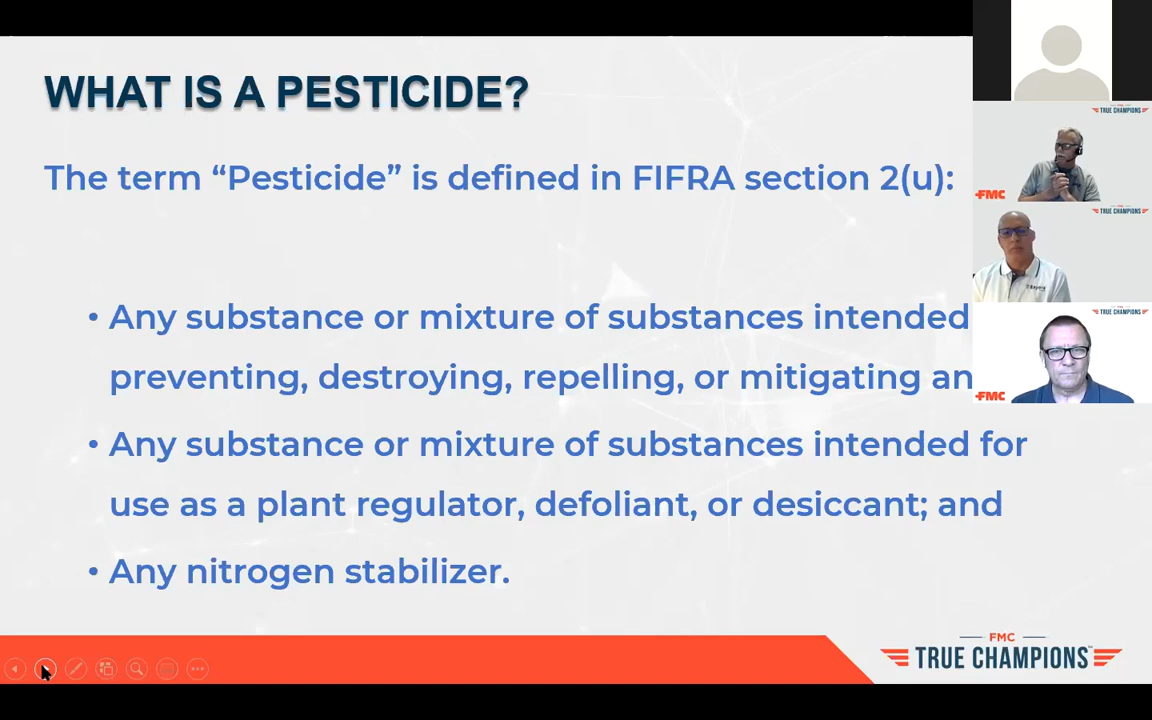 WHAT IS A PESTICIDE?
The term “Pesticide” is defined in FIFRA section 2(u):
• Any substance or mixture of substances intended
preventing, destroying, repelling, or mitigating an
• Any substance or mixture of substances intended for
use as a plant regulator, defoliant, or desiccant; and
• Any nitrogen stabilizer.
FMC
TRUE CHAMPIONS
TRUE CHAMPIONS
FMC
TRUE CHAMPIONS
TRUE CHAMPIONS
FMC